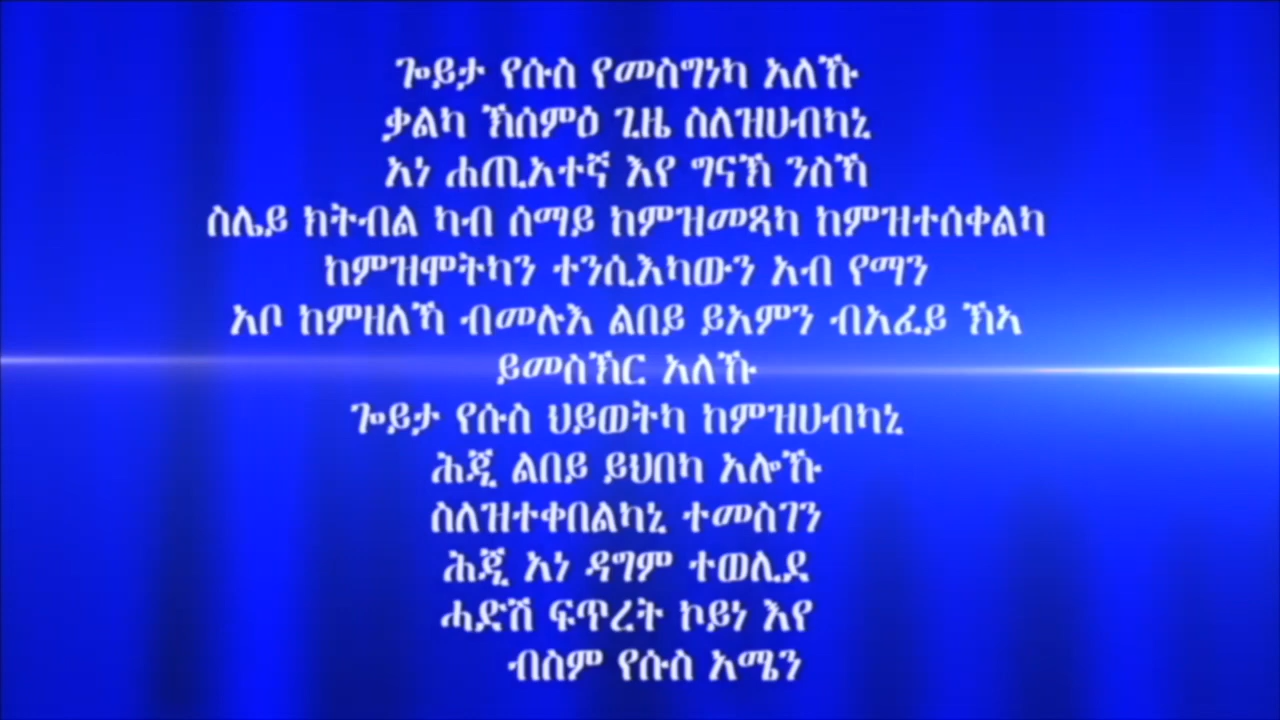 ጐይታ የሱስ የመስግነካ አለኹ
ቃልካ ኽሰምዕ ጊዜ ስለዝሀብካኒ
አነ ሐጢአተኛ እየ ግናኽ ንስኻ
ስሌይ ክትብል ካብ ሰማይ ከምዝመጻካ ከምዝተሰቀልካ
ከምዝሞትካን ተንሲእካውን አብ የማን
አቦ ከምዘለኻ ብመሉእ ልበይ ይአምን ብአፈይ ኽኣ
ይመስኽር አለኹ
ጐይታ የሱስ ህይወትካ ከምዝሀብካኒ
ሕጂ ልበይ ይህበካ አሎኹ
ስለዝተቀበልካኒ ተመስገን
ሕጂ አነ ዳግም ተወሊደ
ሓድሽ ፍጥረት ኮይነ እየ
ብስም የሱስ አሜን